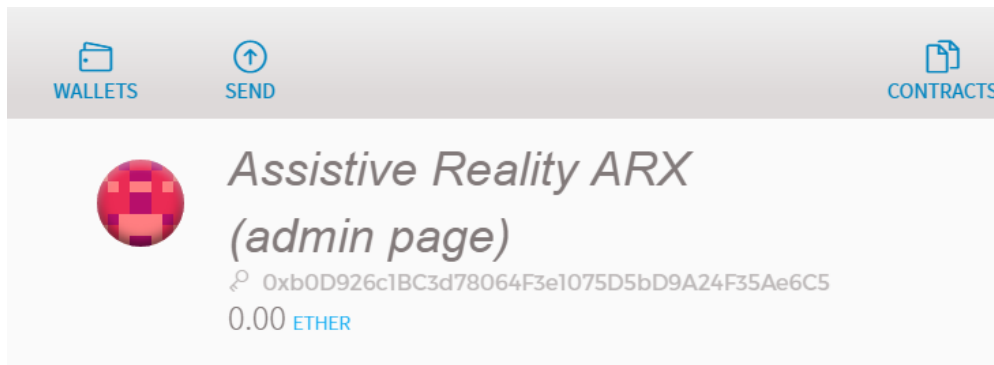 WALLETS
SEND
CONTRACTS
Assistive Reality ARX
(admin page)
0xb0D926c1BC3d78064F3e1075D5bD9A24F35Ae6C5
0.00 ETHER